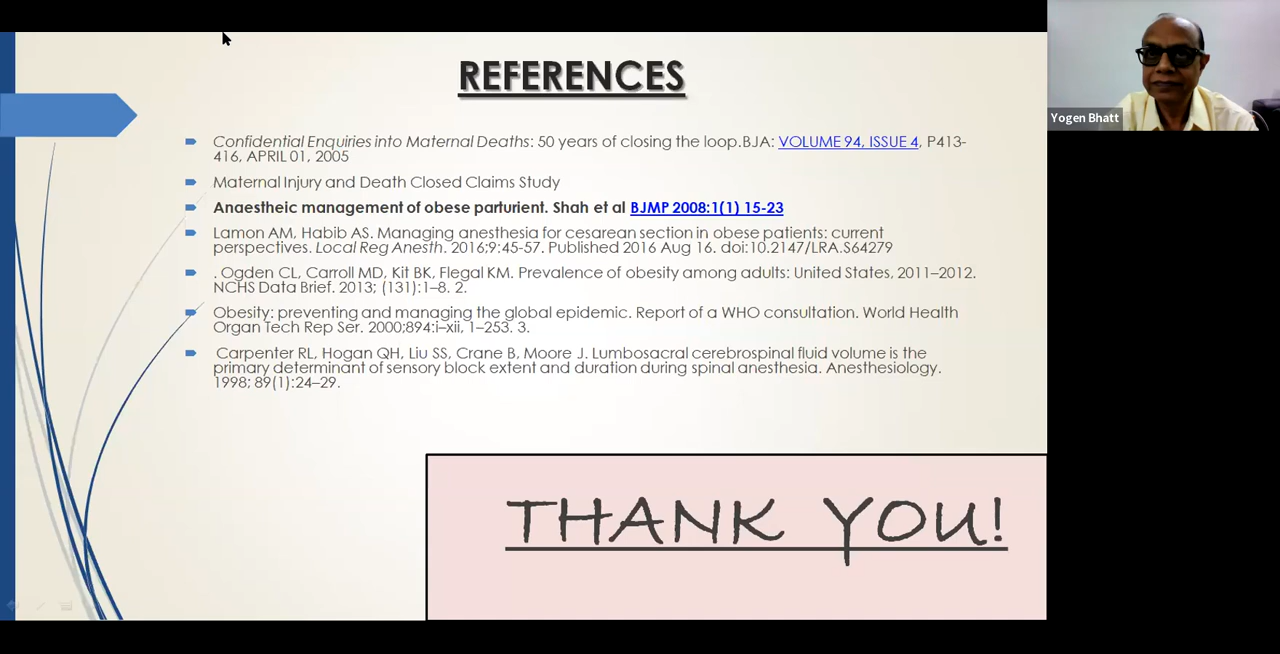 REFERENCES
Confidential Enquiries into Maternal Deaths: 50 years of closing the loop.BJA: VOLUME 94, ISSUE 4, P413-
416, APRIL 01, 2005
Maternal Injury and Death Closed Claims Study
Anaestheic management of obese parturient. Shah et al BJMP 2008:1(1) 15-23
Lamon AM, Habib AS. Managing anesthesia for cesarean section in obese patients: current
perspectives. Local Reg Anesth. 2016;9:45-57. Published 2016 Aug 16. doi:10.2147/LRA.S64279
. Ogden CL, Carroll MD, Kit BK, Flegal KM. Prevalence of obesity among adults: United States, 2011–2012.
NCHS Data Brief. 2013; (131):1–8. 2.
Obesity: preventing and managing the global epidemic. Report of a WHO consultation. World Health
Organ Tech Rep Ser. 2000;894:i–xii, 1–253. 3.
Carpenter RL, Hogan QH, Liu SS, Crane B, Moore J. Lumbosacral cerebrospinal fluid volume is the
primary determinant of sensory block extent and duration during spinal anesthesia. Anesthesiology.
1998; 89(1):24–29.
THANK YOU!
Yogen Bhatt